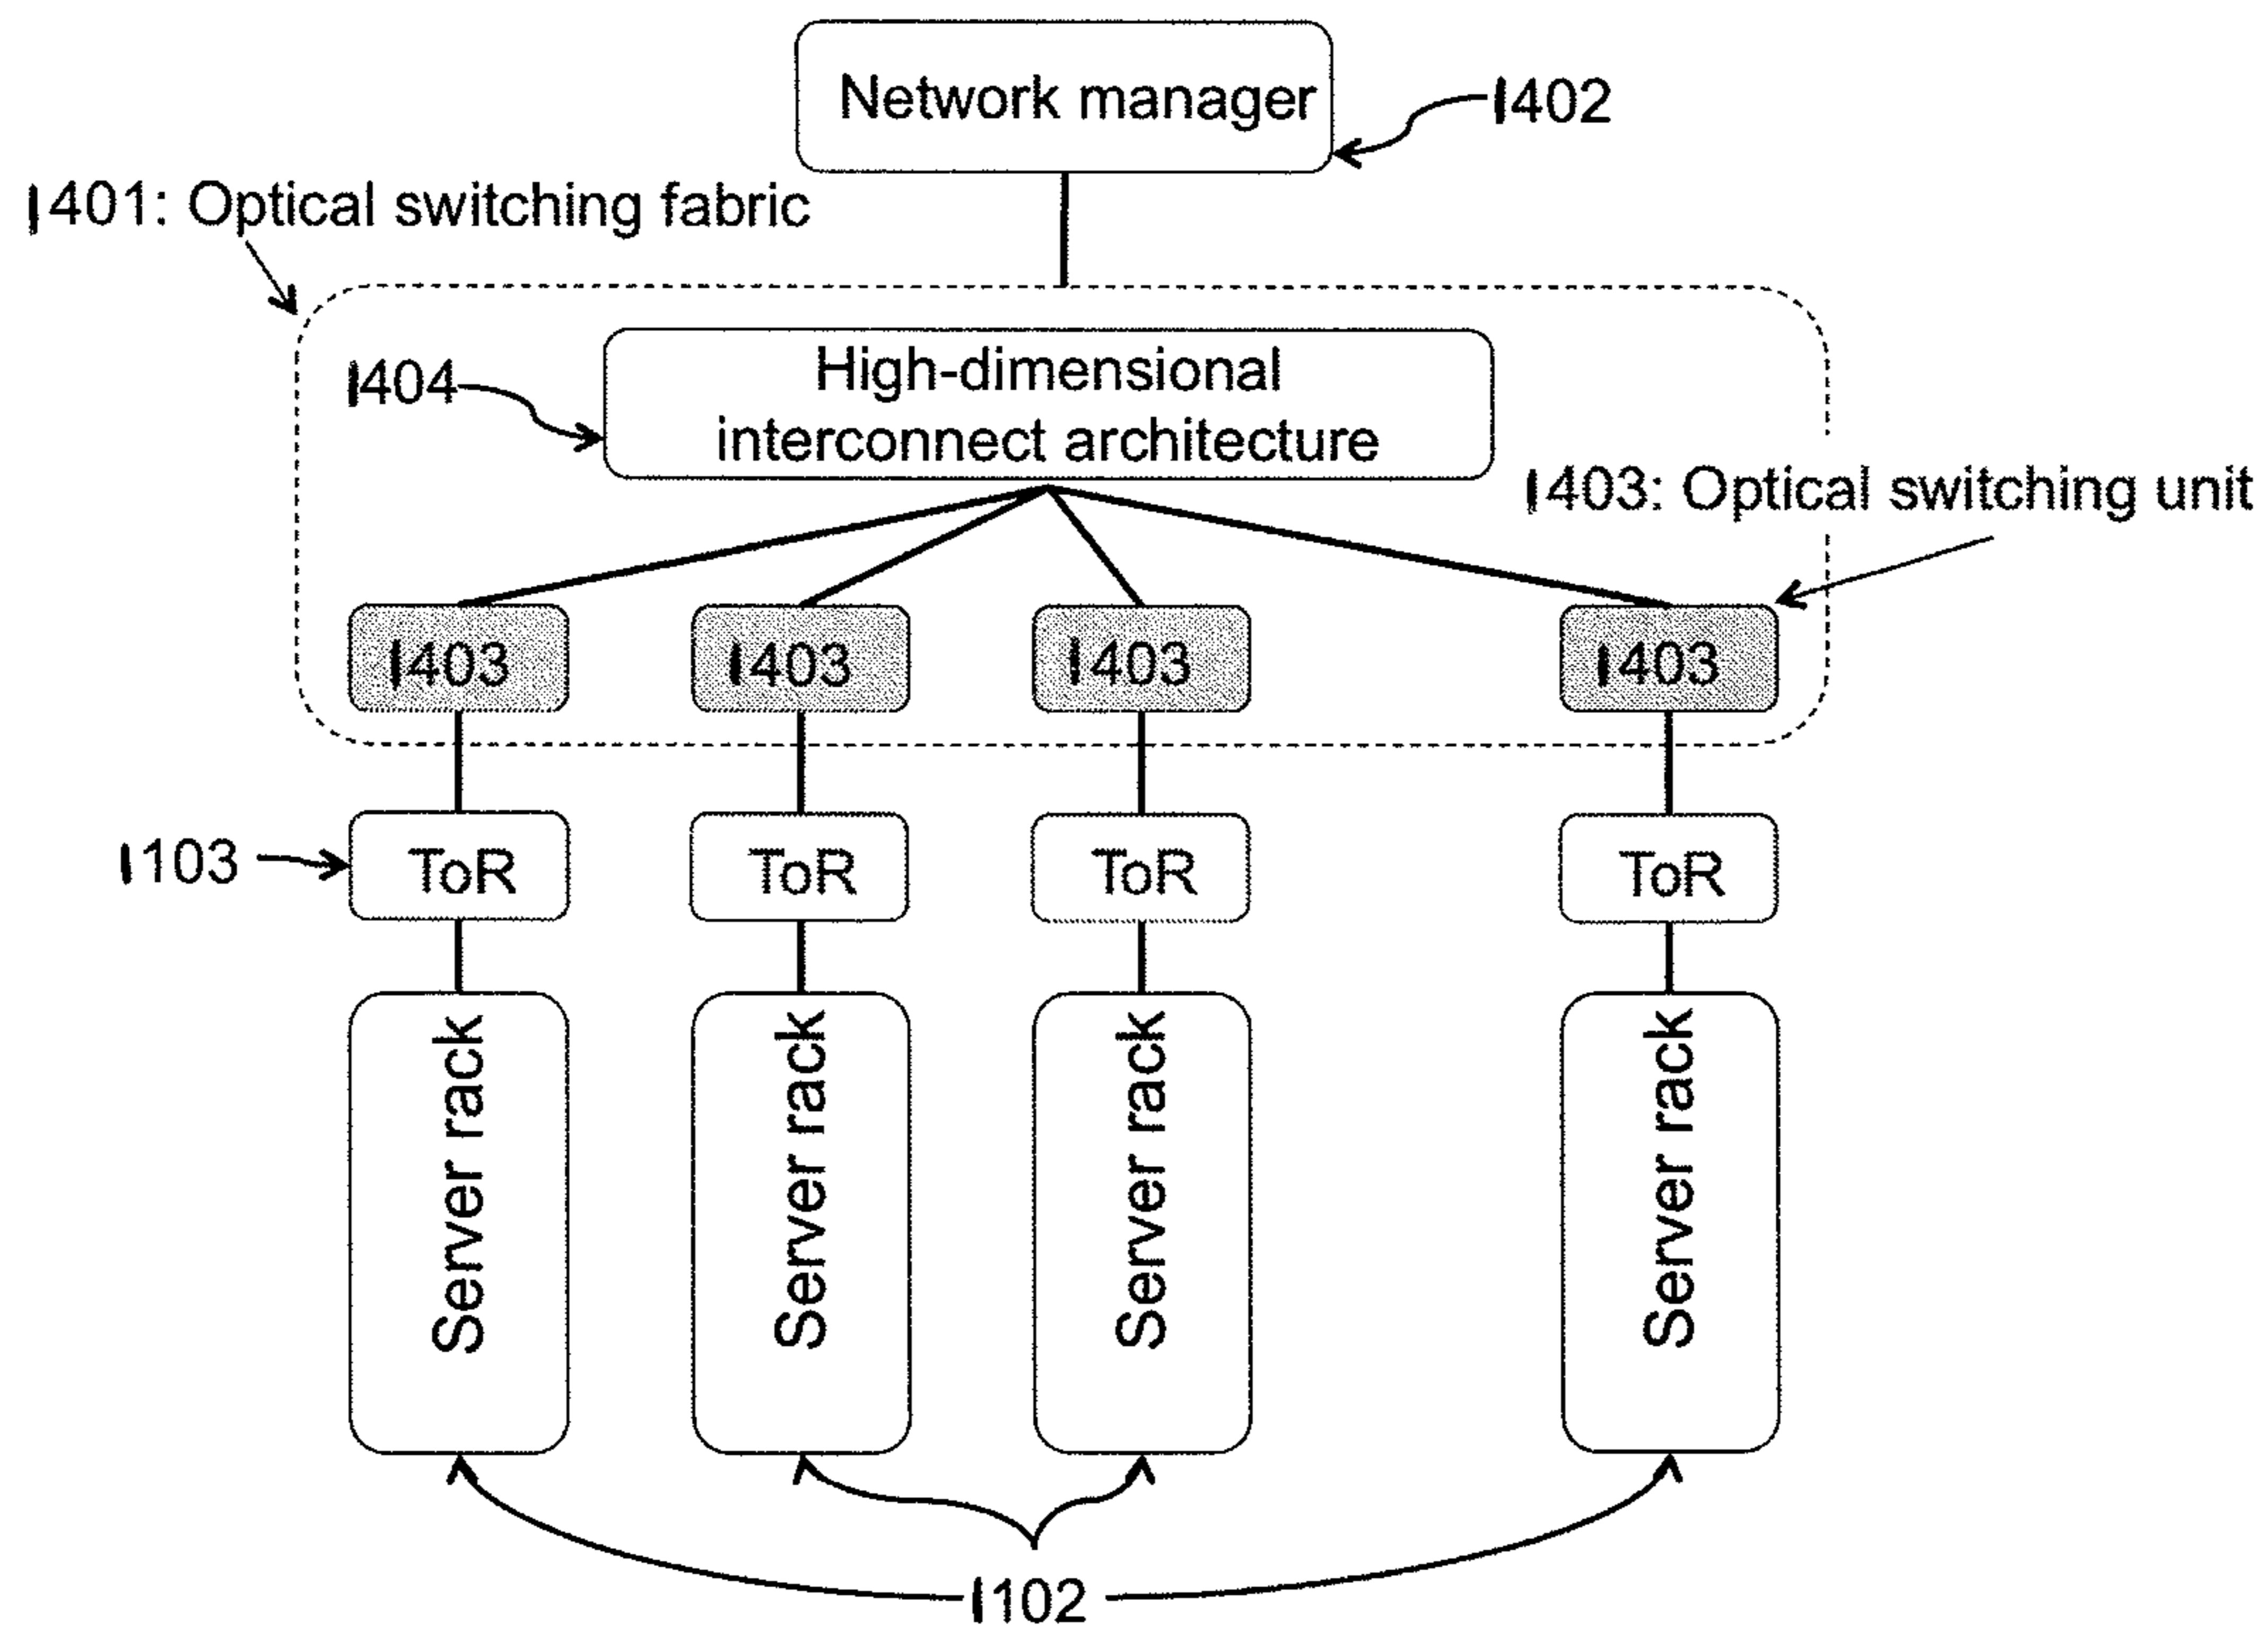 Network manager
1402
1401: Optical switching fabric
High-dimensional
interconnect architecture
1404
1403: Optical switching unit
1403
1403
1403
1403
1103
ToR
ToR
ToR
ToR
Server rack
Server rack
Server rack
Server rack
1102